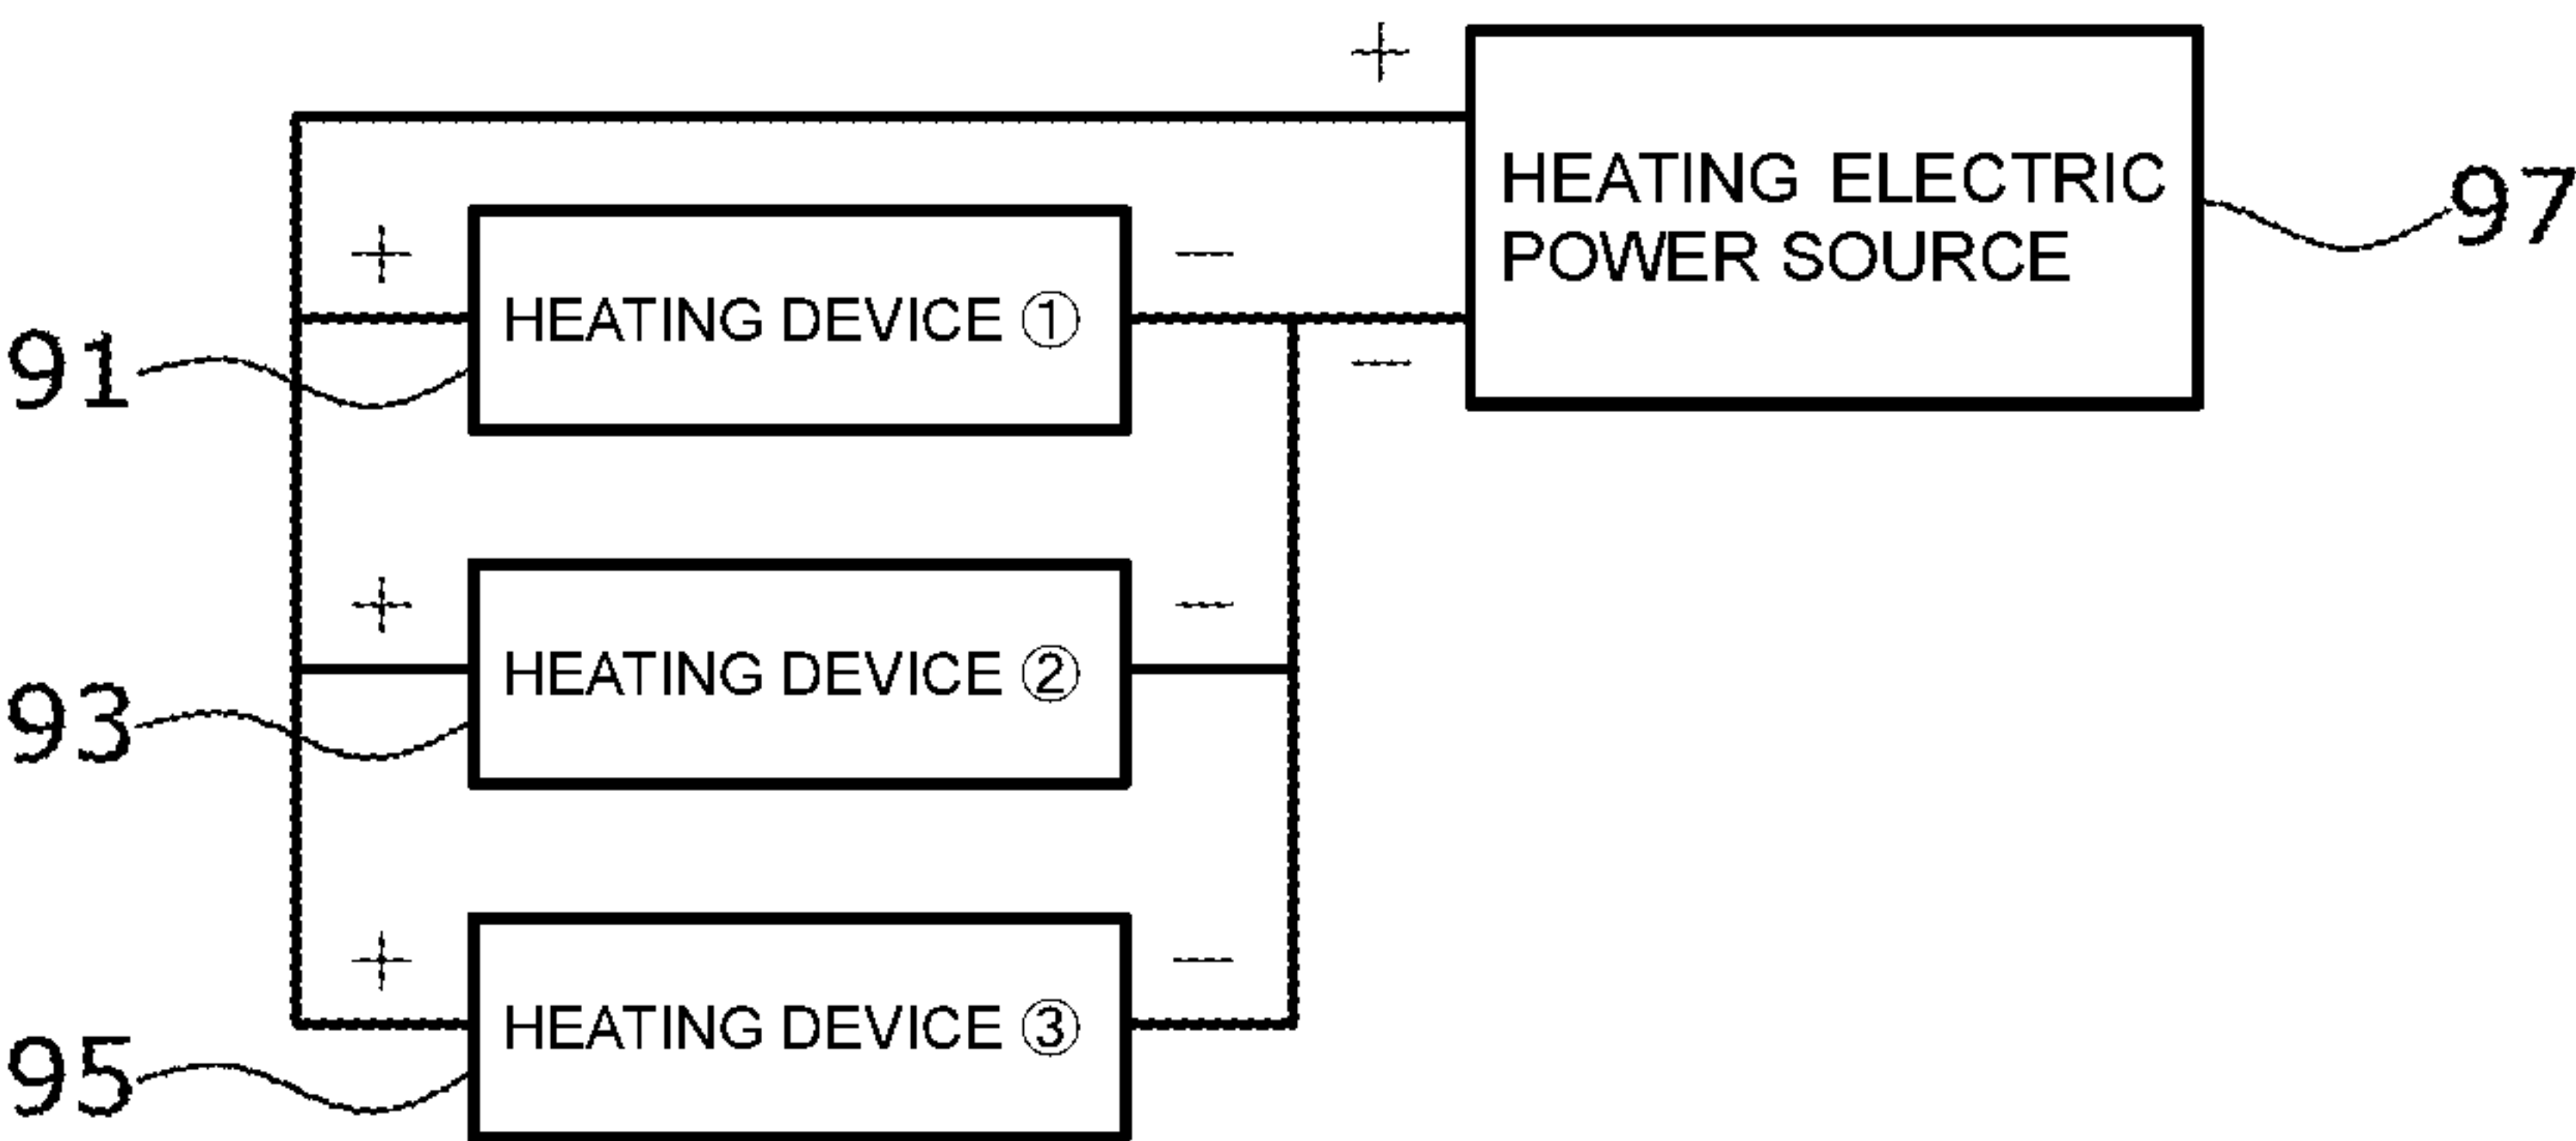 +
HEATING ELECTRIC
POWER SOURCE
97
+
−
HEATING DEVICE ①
91
−
+
−
HEATING DEVICE ②
93
+
−
HEATING DEVICE ③
95